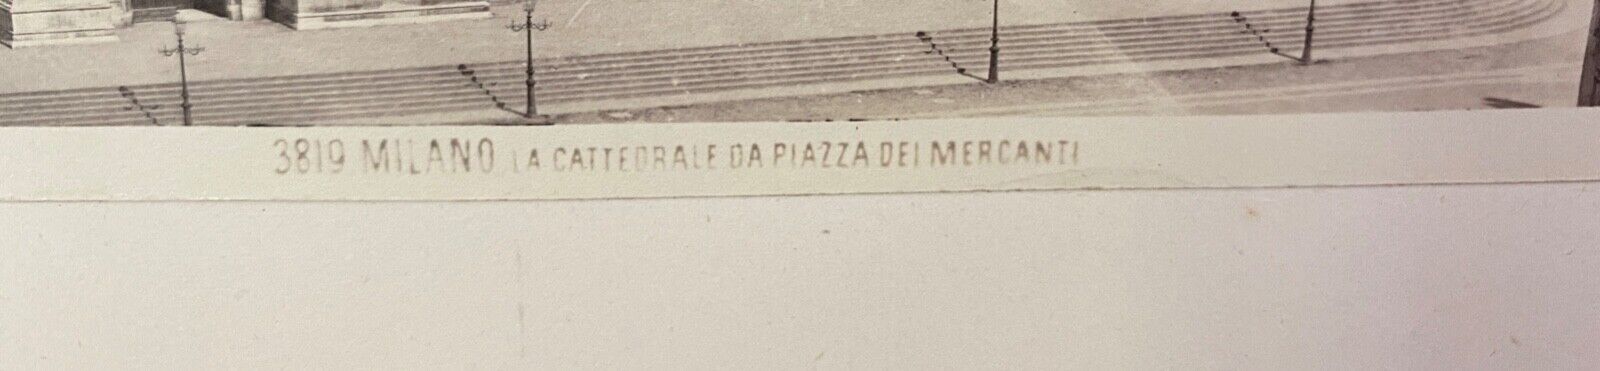 3819 MILANO LA CATTEDRALE DA PIAZZA DEI MERCANTI